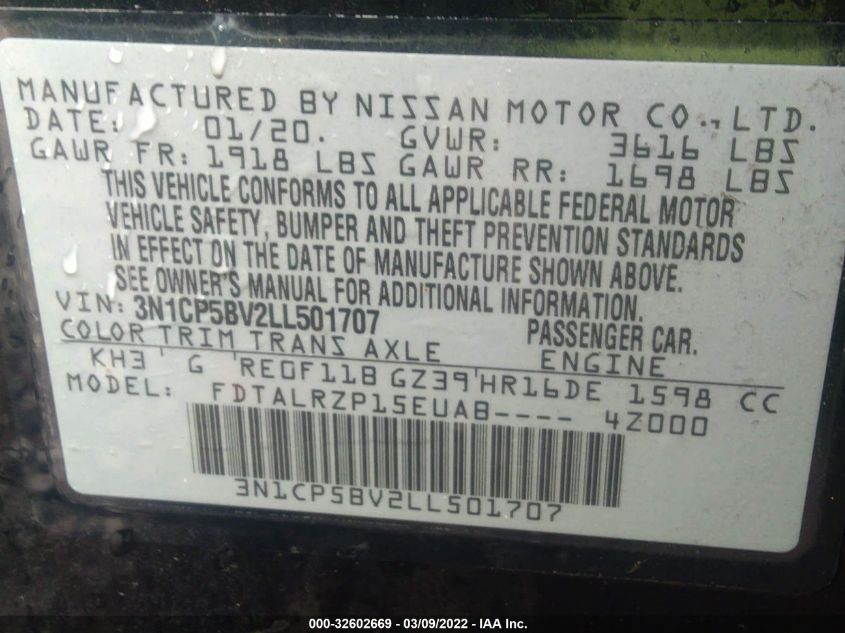 MANUFACTURED BY NISSAN MOTOR CO., LTD.
DATE: 01/20. GVWR: 3616 LBS
GAWR FR: 1918 LBS GAWR RR: 1698 LBS
THIS VEHICLE CONFORMS TO ALL APPLICABLE FEDERAL MOTOR
VEHICLE SAFETY, BUMPER AND THEFT PREVENTION STANDARDS
IN EFFECT ON THE DATE OF MANUFACTURE SHOWN ABOVE.
SEE OWNER'S MANUAL FOR ADDITIONAL INFORMATION.
VIN: 3N1CP5BV2LL501707 PASSENGER CAR.
COLOR TRIM TRANS AXLE ENGINE
KH3 G RE0F11B GZ39 HR16DE 1598 CC
MODEL: FDTALRZP15EUAB---- 4Z000
3N1CP5BV2LL501707
000-32602669 - 03/09/2022 - IAA Inc.